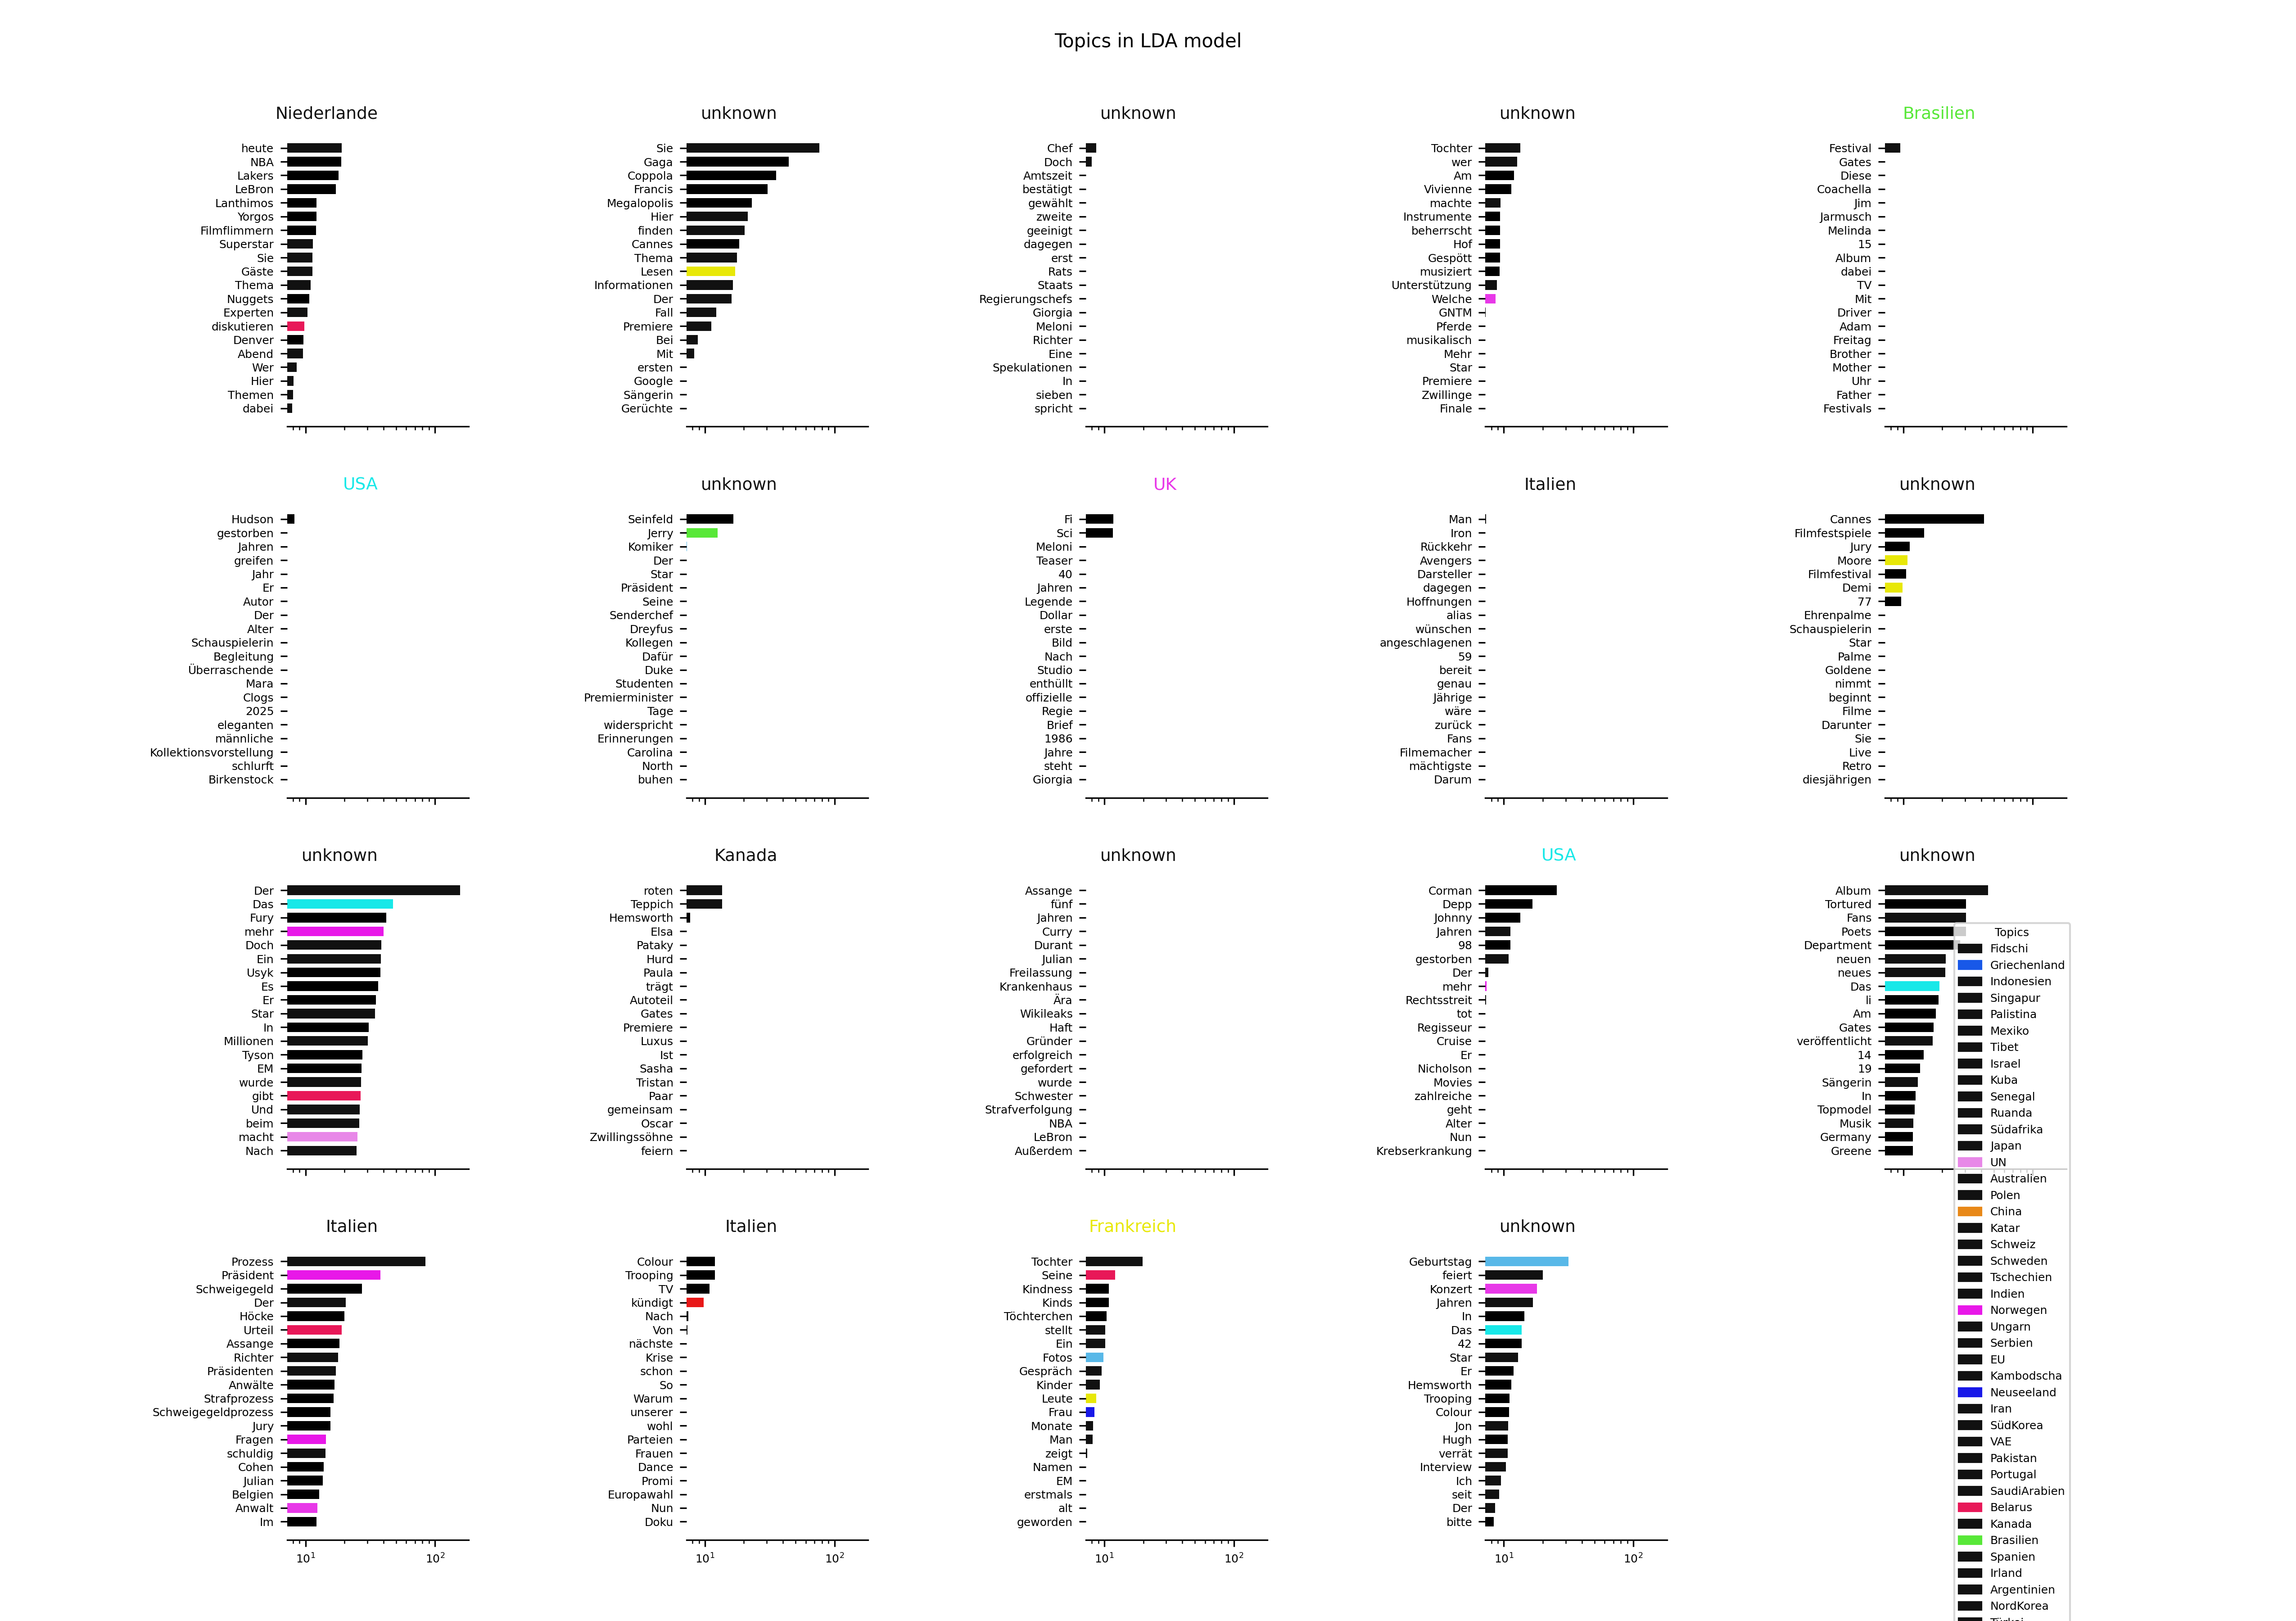 Topics in LDA model
Niederlande
heute
NBA
Lakers
LeBron
Lanthimos
Yorgos
Filmflimmern
Superstar
Sie
Gäste
Thema
Nuggets
Experten
diskutieren
Denver
Abend
Wer
Hier
Themen
dabei
unknown
Sie
Gaga
Coppola
Francis
Megalopolis
Hier
finden
Cannes
Thema
Lesen
Informationen
Der
Fall
Premiere
Bei
Mit
ersten
Google
Sängerin
Gerüchte
unknown
Chef
Doch
Amtszeit
bestätigt
gewählt
zweite
geeinigt
dagegen
erst
Rats
Staats
Regierungschefs
Giorgia
Meloni
Richter
Eine
Spekulationen
In
sieben
spricht
unknown
Tochter
wer
Am
Vivienne
machte
Instrumente
beherrscht
Hof
Gespött
musiziert
Unterstützung
Welche
GNTM
Pferde
musikalisch
Mehr
Star
Premiere
Zwillinge
Finale
Brasilien
Festival
Gates
Diese
Coachella
Jim
Jarmusch
Melinda
15
Album
dabei
TV
Mit
Driver
Adam
Freitag
Brother
Mother
Uhr
Father
Festivals
USA
Hudson
gestorben
Jahren
greifen
Jahr
Er
Autor
Der
Alter
Schauspielerin
Begleitung
Überraschende
Mara
Clogs
2025
eleganten
männliche
Kollektionsvorstellung
schlurft
Birkenstock
unknown
Seinfeld
Jerry
Komiker
Der
Star
Präsident
Seine
Senderchef
Dreyfus
Kollegen
Dafür
Duke
Studenten
Premierminister
Tage
widerspricht
Erinnerungen
Carolina
North
buhen
UK
Fi
Sci
Meloni
Teaser
40
Jahren
Legende
Dollar
erste
Bild
Nach
Studio
enthüllt
offizielle
Regie
Brief
1986
Jahre
steht
Giorgia
Italien
Man
Iron
Rückkehr
Avengers
Darsteller
dagegen
Hoffnungen
alias
wünschen
angeschlagenen
59
bereit
genau
Jährige
wäre
zurück
Fans
Filmemacher
mächtigste
Darum
unknown
Cannes
Filmfestspiele
Jury
Moore
Filmfestival
Demi
77
Ehrenpalme
Schauspielerin
Star
Palme
Goldene
nimmt
beginnt
Filme
Darunter
Sie
Live
Retro
diesjährigen
unknown
Der
Das
Fury
mehr
Doch
Ein
Usyk
Es
Er
Star
In
Millionen
Tyson
EM
wurde
gibt
Und
beim
macht
Nach
Kanada
roten
Teppich
Hemsworth
Elsa
Pataky
Hurd
Paula
trägt
Autoteil
Gates
Premiere
Luxus
Ist
Sasha
Tristan
Paar
gemeinsam
Oscar
Zwillingssöhne
feiern
unknown
Assange
fünf
Jahren
Curry
Durant
Julian
Freilassung
Krankenhaus
Ära
Wikileaks
Haft
Gründer
erfolgreich
gefordert
wurde
Schwester
Strafverfolgung
NBA
LeBron
Außerdem
USA
Corman
Depp
Johnny
Jahren
98
gestorben
Der
mehr
Rechtsstreit
tot
Regisseur
Cruise
Er
Nicholson
Movies
zahlreiche
geht
Alter
Nun
Krebserkrankung
unknown
Album
Tortured
Fans
Poets
Department
neuen
neues
Das
li
Am
Gates
veröffentlicht
14
19
Sängerin
In
Topmodel
Musik
Germany
Greene
Italien
Prozess
Präsident
Schweigegeld
Der
Höcke
Urteil
Assange
Richter
Präsidenten
Anwälte
Strafprozess
Schweigegeldprozess
Jury
Fragen
schuldig
Cohen
Julian
Belgien
Anwalt
Im
10¹ 10²
Italien
Colour
Trooping
TV
kündigt
Nach
Von
nächste
Krise
schon
So
Warum
unserer
wohl
Parteien
Frauen
Dance
Promi
Europawahl
Nun
Doku
10¹ 10²
Frankreich
Tochter
Seine
Kindness
Kinds
Töchterchen
stellt
Ein
Fotos
Gespräch
Kinder
Leute
Frau
Monate
Man
zeigt
Namen
EM
erstmals
alt
geworden
10¹ 10²
unknown
Geburtstag
feiert
Konzert
Jahren
In
Das
42
Star
Er
Hemsworth
Trooping
Colour
Jon
Hugh
verrät
Interview
Ich
seit
Der
bitte
10¹ 10²
Topics
Fidschi
Griechenland
Indonesien
Singapur
Palistina
Mexiko
Tibet
Israel
Kuba
Senegal
Ruanda
Südafrika
Japan
UN
Australien
Polen
China
Katar
Schweiz
Schweden
Tschechien
Indien
Norwegen
Ungarn
Serbien
EU
Kambodscha
Neuseeland
Iran
SüdKorea
VAE
Pakistan
Portugal
SaudiArabien
Belarus
Kanada
Brasilien
Spanien
Irland
Argentinien
NordKorea